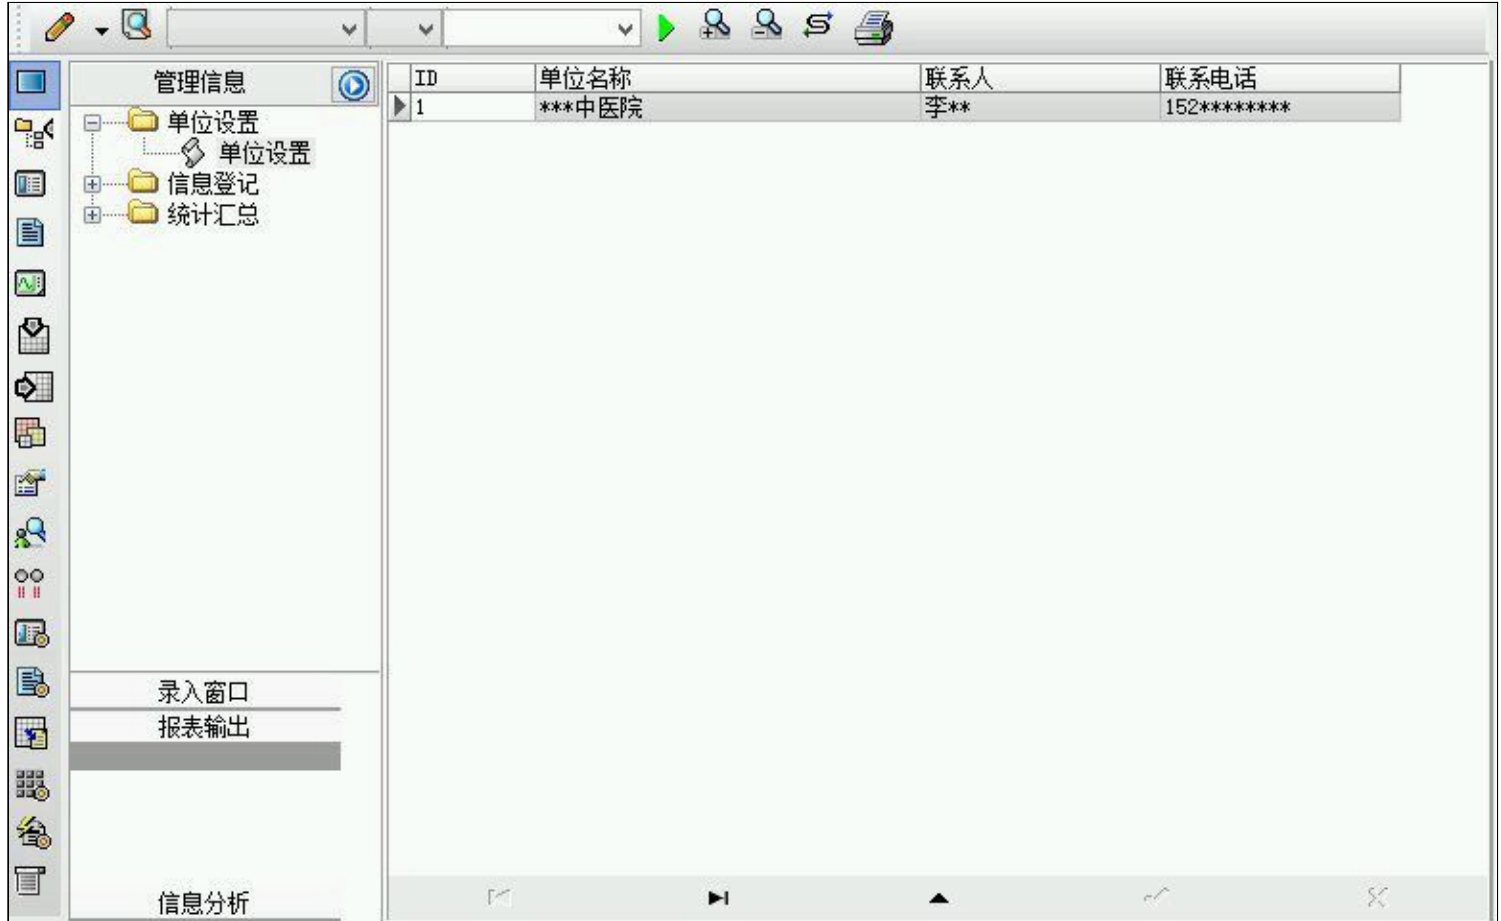 管理信息
ID 单位名称 联系人 联系电话
1 ***中医院 李** 152********
单位设置
单位设置
信息登记
统计汇总
录入窗口
报表输出
信息分析